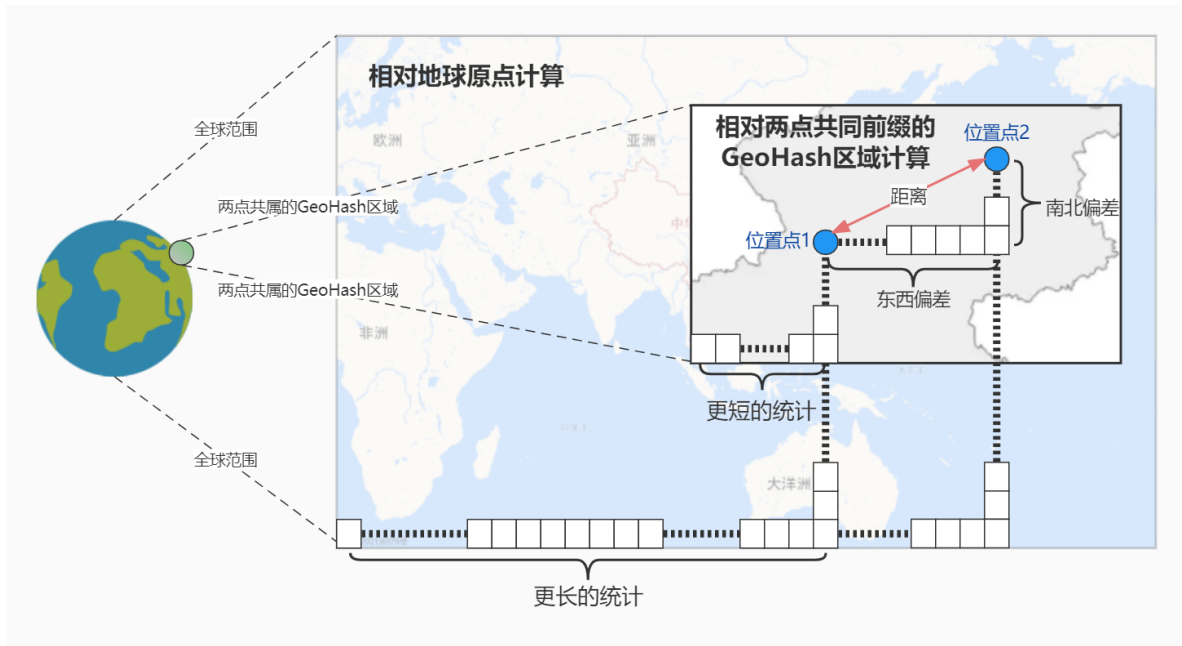 相对地球原点计算
全球范围
欧洲
亚洲
相对两点共同前缀的
GeoHash区域计算
位置点2
距离
两点共属的GeoHash区域
南北偏差
位置点1
两点共属的GeoHash区域
东西偏差
非洲
更短的统计
全球范围
大洋洲
更长的统计